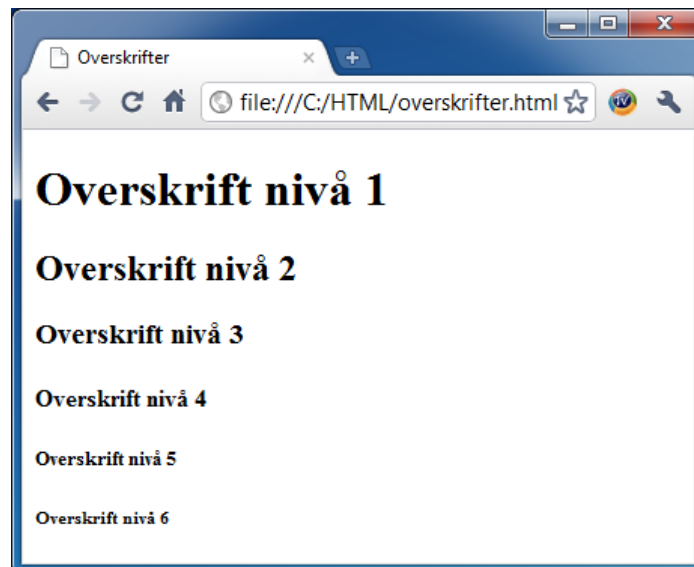 Overskrifter
file:///C:/HTML/overskrifter.html
Overskrift nivå 1
Overskrift nivå 2
Overskrift nivå 3
Overskrift nivå 4
Overskrift nivå 5
Overskrift nivå 6